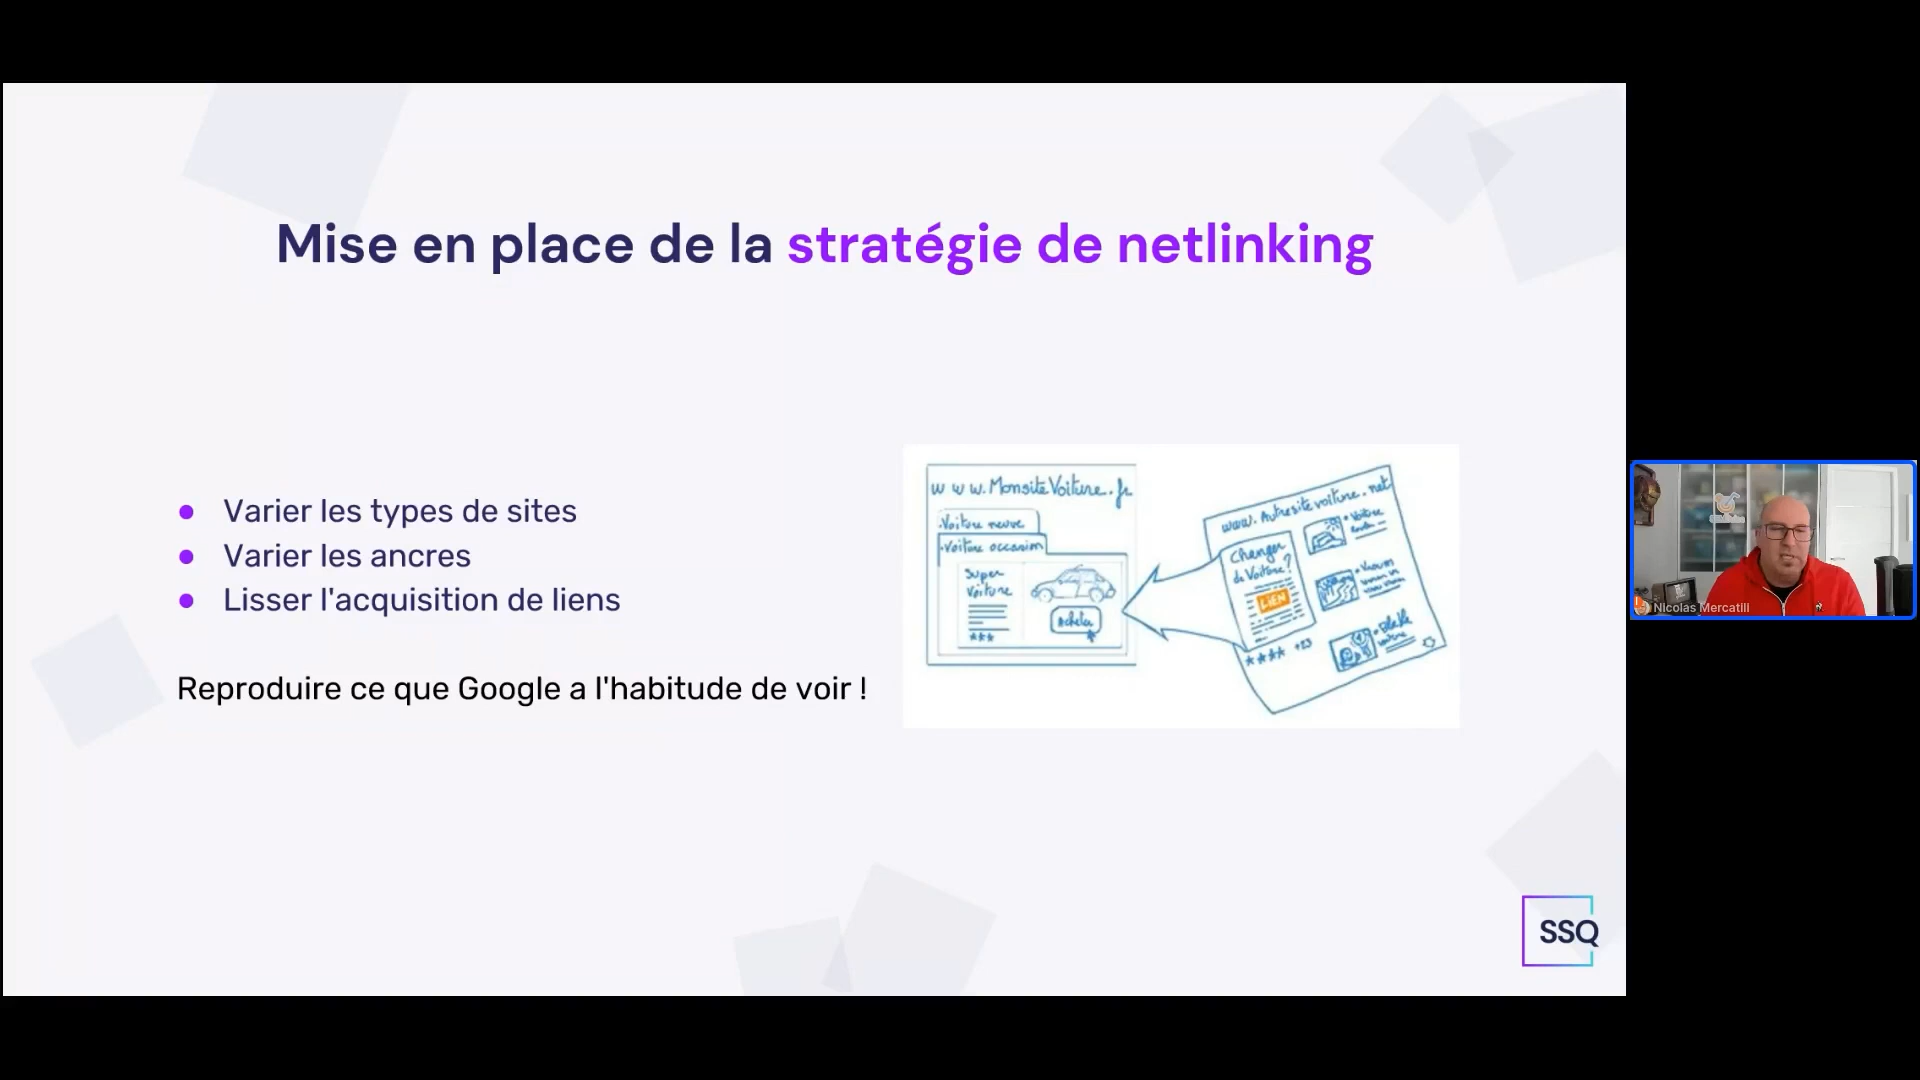 Mise en place de la stratégie de netlinking
Varier les types de sites
Varier les ancres
Lisser l'acquisition de liens
Reproduire ce que Google a l'habitude de voir !
www.MonsiteVoiture.fr
Voiture neuve
Voiture occasion
Super
Voiture
Acheter
www.Autresitevoiture.net
Changer
de Voiture?
LIEN
+23
Voiture
SSQ
Nicolas Mercatili